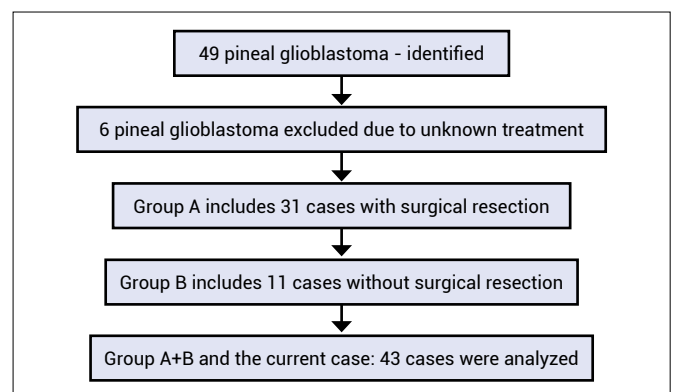 49 pineal glioblastoma - identified
6 pineal glioblastoma excluded due to unknown treatment
Group A includes 31 cases with surgical resection
Group B includes 11 cases without surgical resection
Group A+B and the current case: 43 cases were analyzed